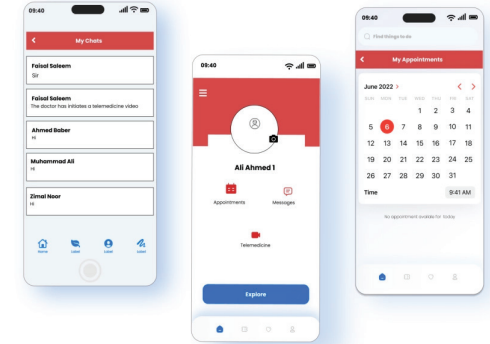 09:40
My Chats
Faisal Saleem
Sir
Faisal Saleem
The doctor has initiates a telemedicine video
Ahmed Baber
Hi
Muhammad Ali
Hi
Zimal Noor
Hi
Home
Label
Label
09:40
Ali Ahmed 1
Appointments
Messages
Telemedicine
Explore
09:40
Find things to do
My Appointments
June 2022
SUN MON TUE WED THU FRI SAT
1 2 3 4
5 6 7 8 9 10 11
12 13 14 15 16 17 18
19 20 21 22 23 24 25
26 27 28 29 30 31
Time 9:41 AM
No appointment available for today